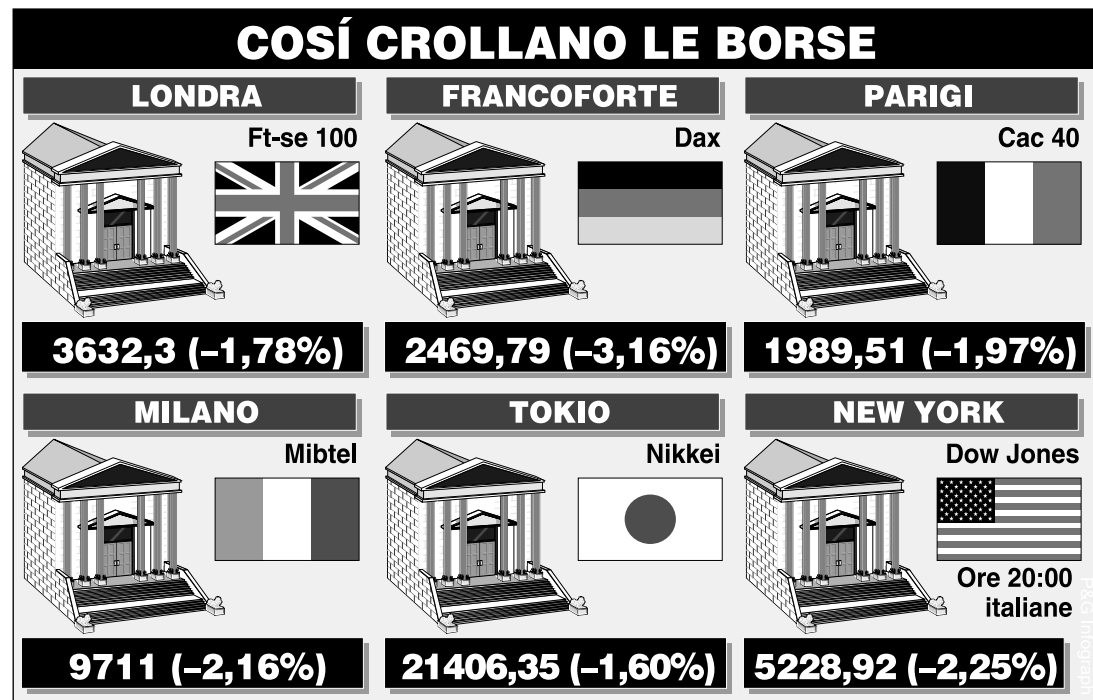 COSÍ CROLLANO LE BORSE
LONDRA
Ft-se 100
3632,3 (–1,78%)
FRANCOFORTE
Dax
2469,79 (–3,16%)
PARIGI
Cac 40
1989,51 (–1,97%)
MILANO
Mibtel
9711 (–2,16%)
TOKIO
Nikkei
21406,35 (–1,60%)
NEW YORK
Dow Jones
Ore 20:00
italiane
5228,92 (–2,25%)
P&G Infograph